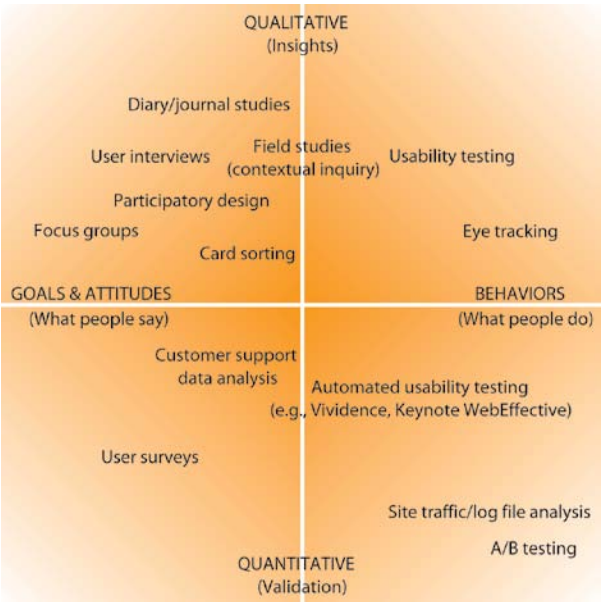 QUALITATIVE
(Insights)
Diary/journal studies
Field studies
(contextual inquiry)
User interviews
Usability testing
Participatory design
Focus groups
Eye tracking
Card sorting
GOALS & ATTITUDES
(What people say)
BEHAVIORS
(What people do)
Customer support
data analysis
Automated usability testing
(e.g., Vividence, Keynote WebEffective)
User surveys
Site traffic/log file analysis
A/B testing
QUANTITATIVE
(Validation)